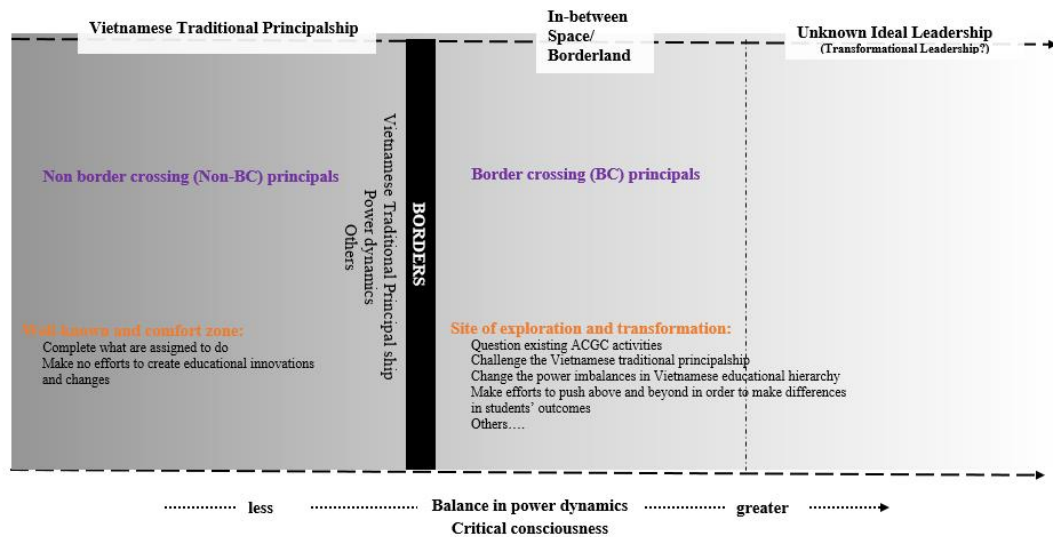 Vietnamese Traditional Principalship
In-between
Space/
Borderland
Unknown Ideal Leadership
(Transformational Leadership?)
Non border crossing (Non-BC) principals
Vietnamese Traditional Principal ship
Power dynamics
Others
BORDERS
Border crossing (BC) principals
Well known and comfort zone:
Complete what are assigned to do
Make no efforts to create educational innovations
and changes
Site of exploration and transformation:
Question existing ACGC activities
Challenge the Vietnamese traditional principalship
Change the power imbalances in Vietnamese educational hierarchy
Make efforts to push above and beyond in order to make differences
in students’ outcomes
Others….
less
Balance in power dynamics
greater
Critical consciousness